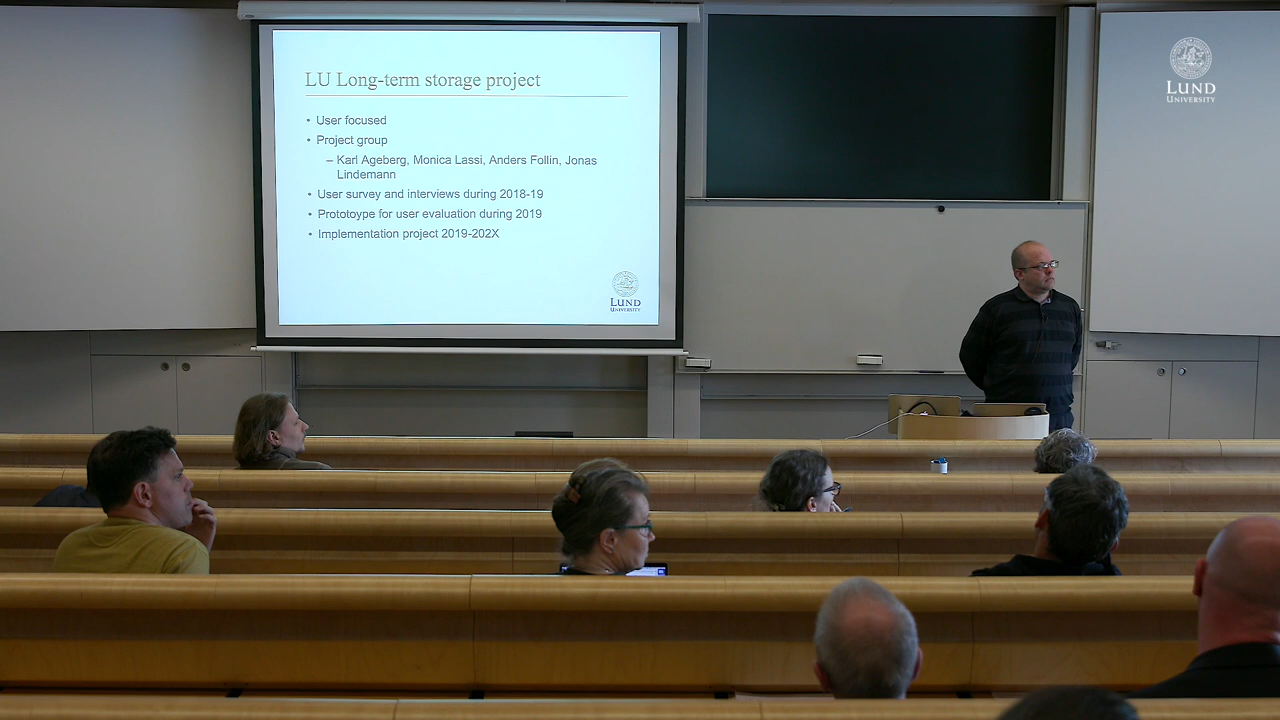 LU Long-term storage project
• User focused
• Project group
– Karl Ageberg, Monica Lassi, Anders Follin, Jonas
Lindemann
• User survey and interviews during 2018-19
• Prototoype for user evaluation during 2019
• Implementation project 2019-202X
LUND
UNIVERSITY
LUND
UNIVERSITY